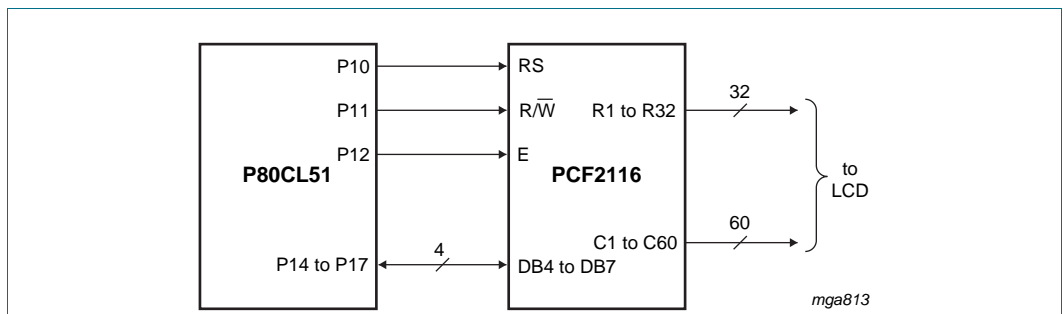 P10
P11
P12
P80CL51
P14 to P17
4
RS
R/W̅
E
PCF2116
DB4 to DB7
R1 to R32
C1 to C60
32
60
to
LCD
mga813